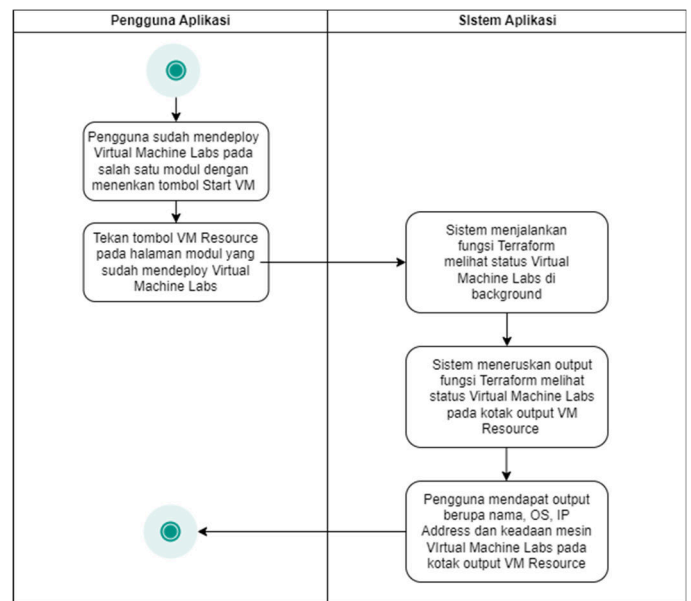 Pengguna Aplikasi
SIstem Aplikasi
Pengguna sudah mendeploy
Virtual Machine Labs pada
salah satu modul dengan
menenkan tombol Start VM
Tekan tombol VM Resource
pada halaman modul yang
sudah mendeploy Virtual
Machine Labs
Sistem menjalankan
fungsi Terraform
melihat status Virtual
Machine Labs di
background
Sistem meneruskan output
fungsi Terraform melihat
status Virtual Machine Labs
pada kotak output VM
Resource
Pengguna mendapat output
berupa nama, OS, IP
Address dan keadaan mesin
VIrtual Machine Labs pada
kotak output VM Resource